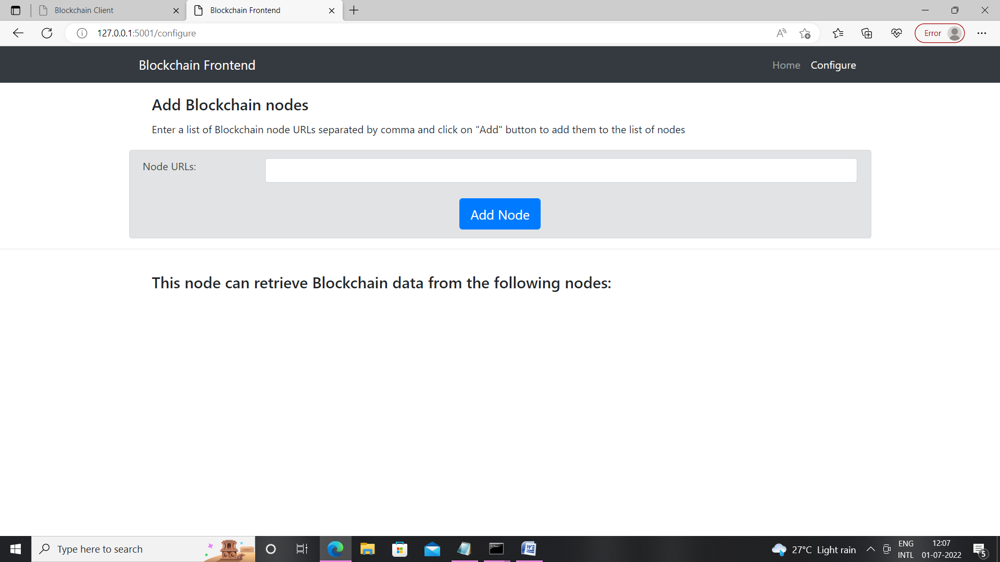 Blockchain Client
Blockchain Frontend
127.0.0.1:5001/configure
Error
Blockchain Frontend
Home
Configure
Add Blockchain nodes
Enter a list of Blockchain node URLs separated by comma and click on "Add" button to add them to the list of nodes
Node URLs:
Add Node
This node can retrieve Blockchain data from the following nodes:
Type here to search
27°C Light rain
ENG
INTL
12:07
01-07-2022
5